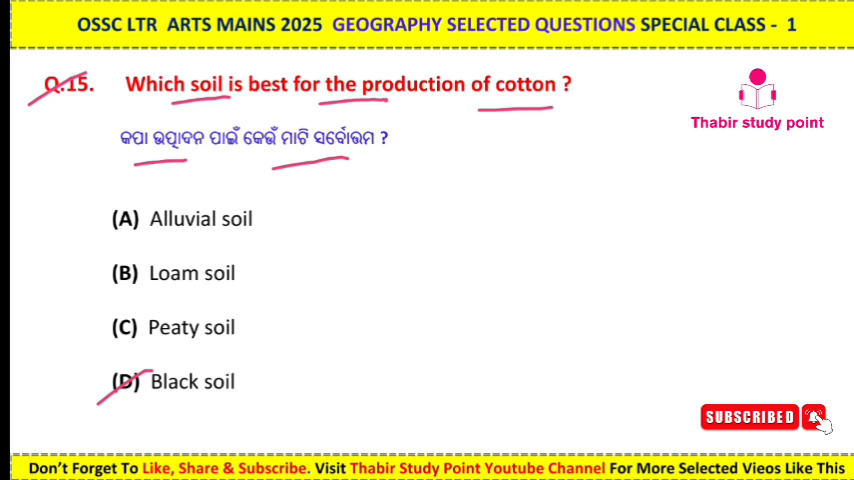 OSSC LTR ARTS MAINS 2025 GEOGRAPHY SELECTED QUESTIONS SPECIAL CLASS - 1
Q.15. Which soil is best for the production of cotton ?
କପା ଉତ୍ପାଦନ ପାଇଁ କେଉଁ ମାଟି ସର୍ବୋତ୍ତମ ?
Thabir study point
(A) Alluvial soil
(B) Loam soil
(C) Peaty soil
(D) Black soil
SUBSCRIBED
Don't Forget To Like, Share & Subscribe. Visit Thabir Study Point Youtube Channel For More Selected Vieos Like This